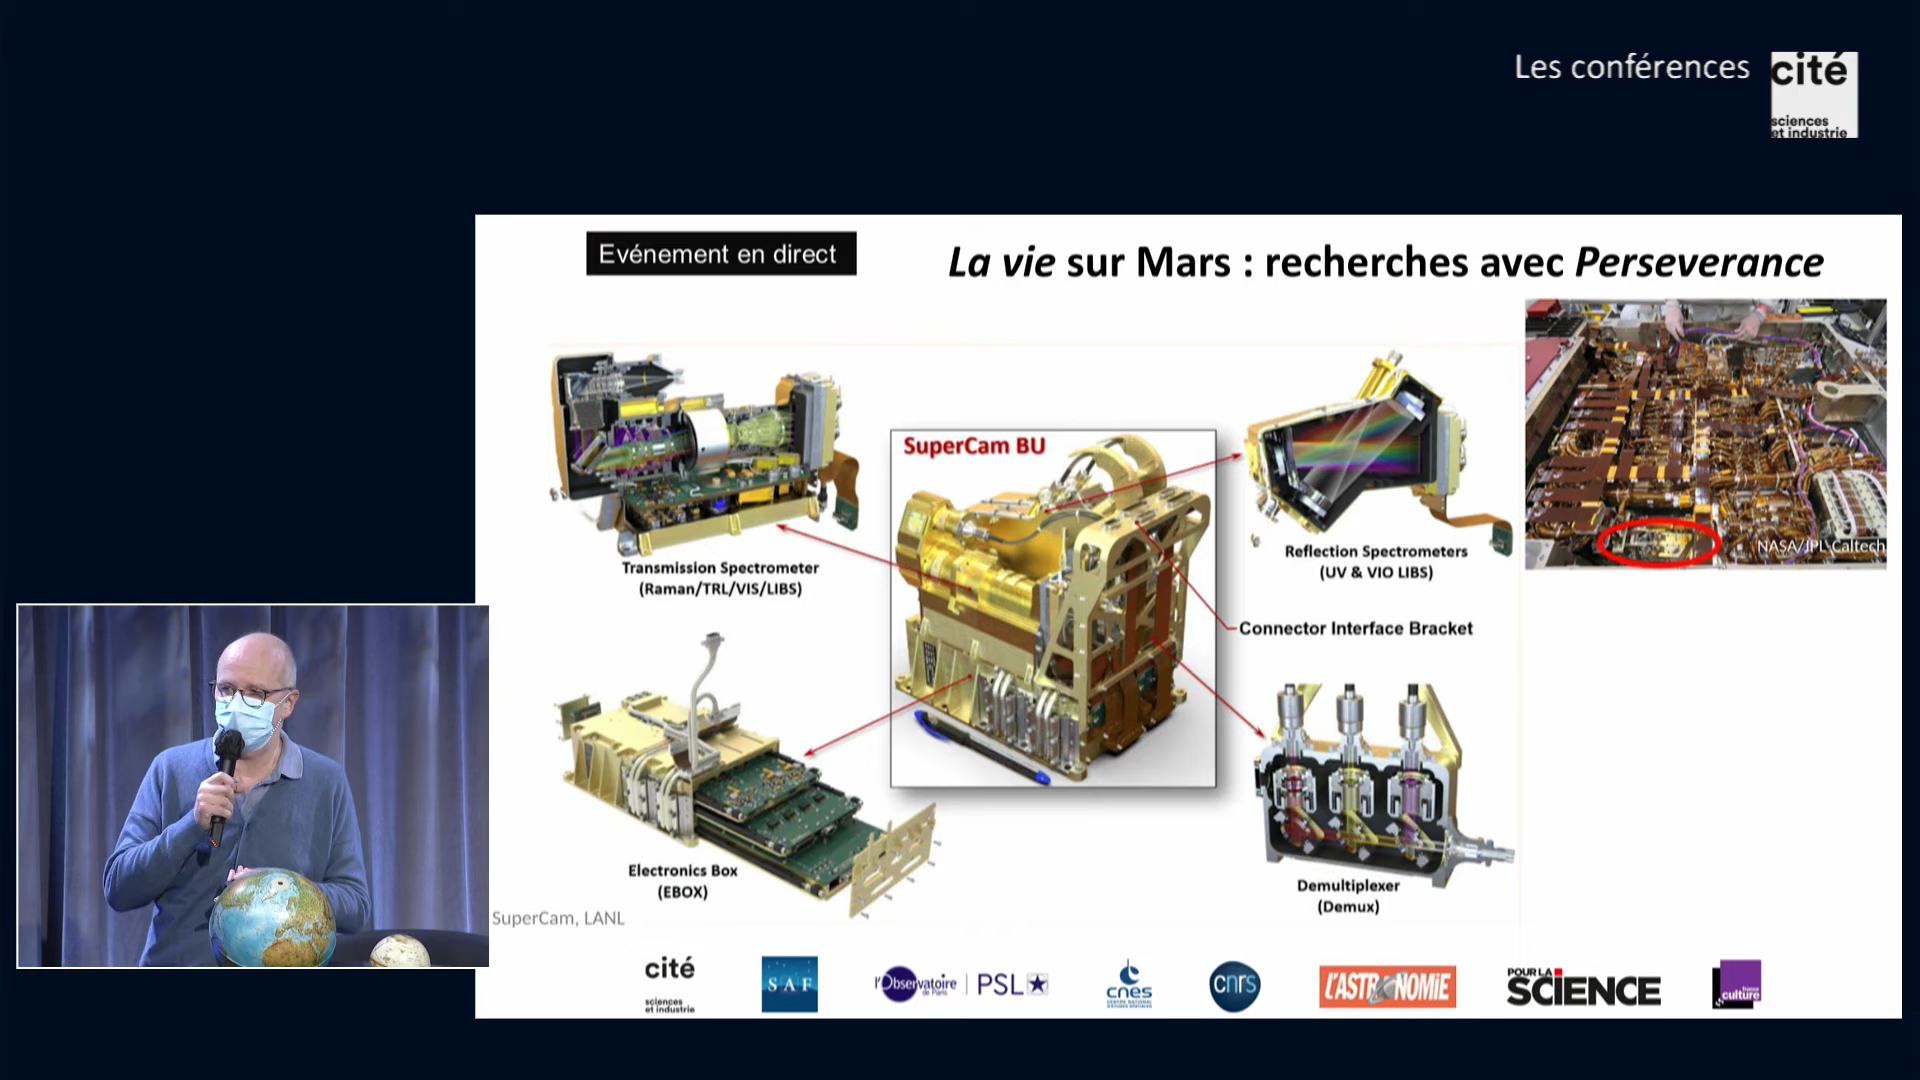 Les conférences
cité
sciences
et industrie
Evénement en direct
La vie sur Mars : recherches avec Perseverance
SuperCam BU
Transmission Spectrometer
(Raman/TRL/VIS/LIBS)
Reflection Spectrometers
(UV & VIO LIBS)
NASA/JPL-Caltech
Connector Interface Bracket
Electronics Box
(EBOX)
Demultiplexer
(Demux)
SuperCam, LANL
cité
sciences
et industrie
SAF
l'Observatoire
de Paris
PSL
cnes
cnrs
l'ASTRONOMiE
POUR LA
SCIENCE
france
culture